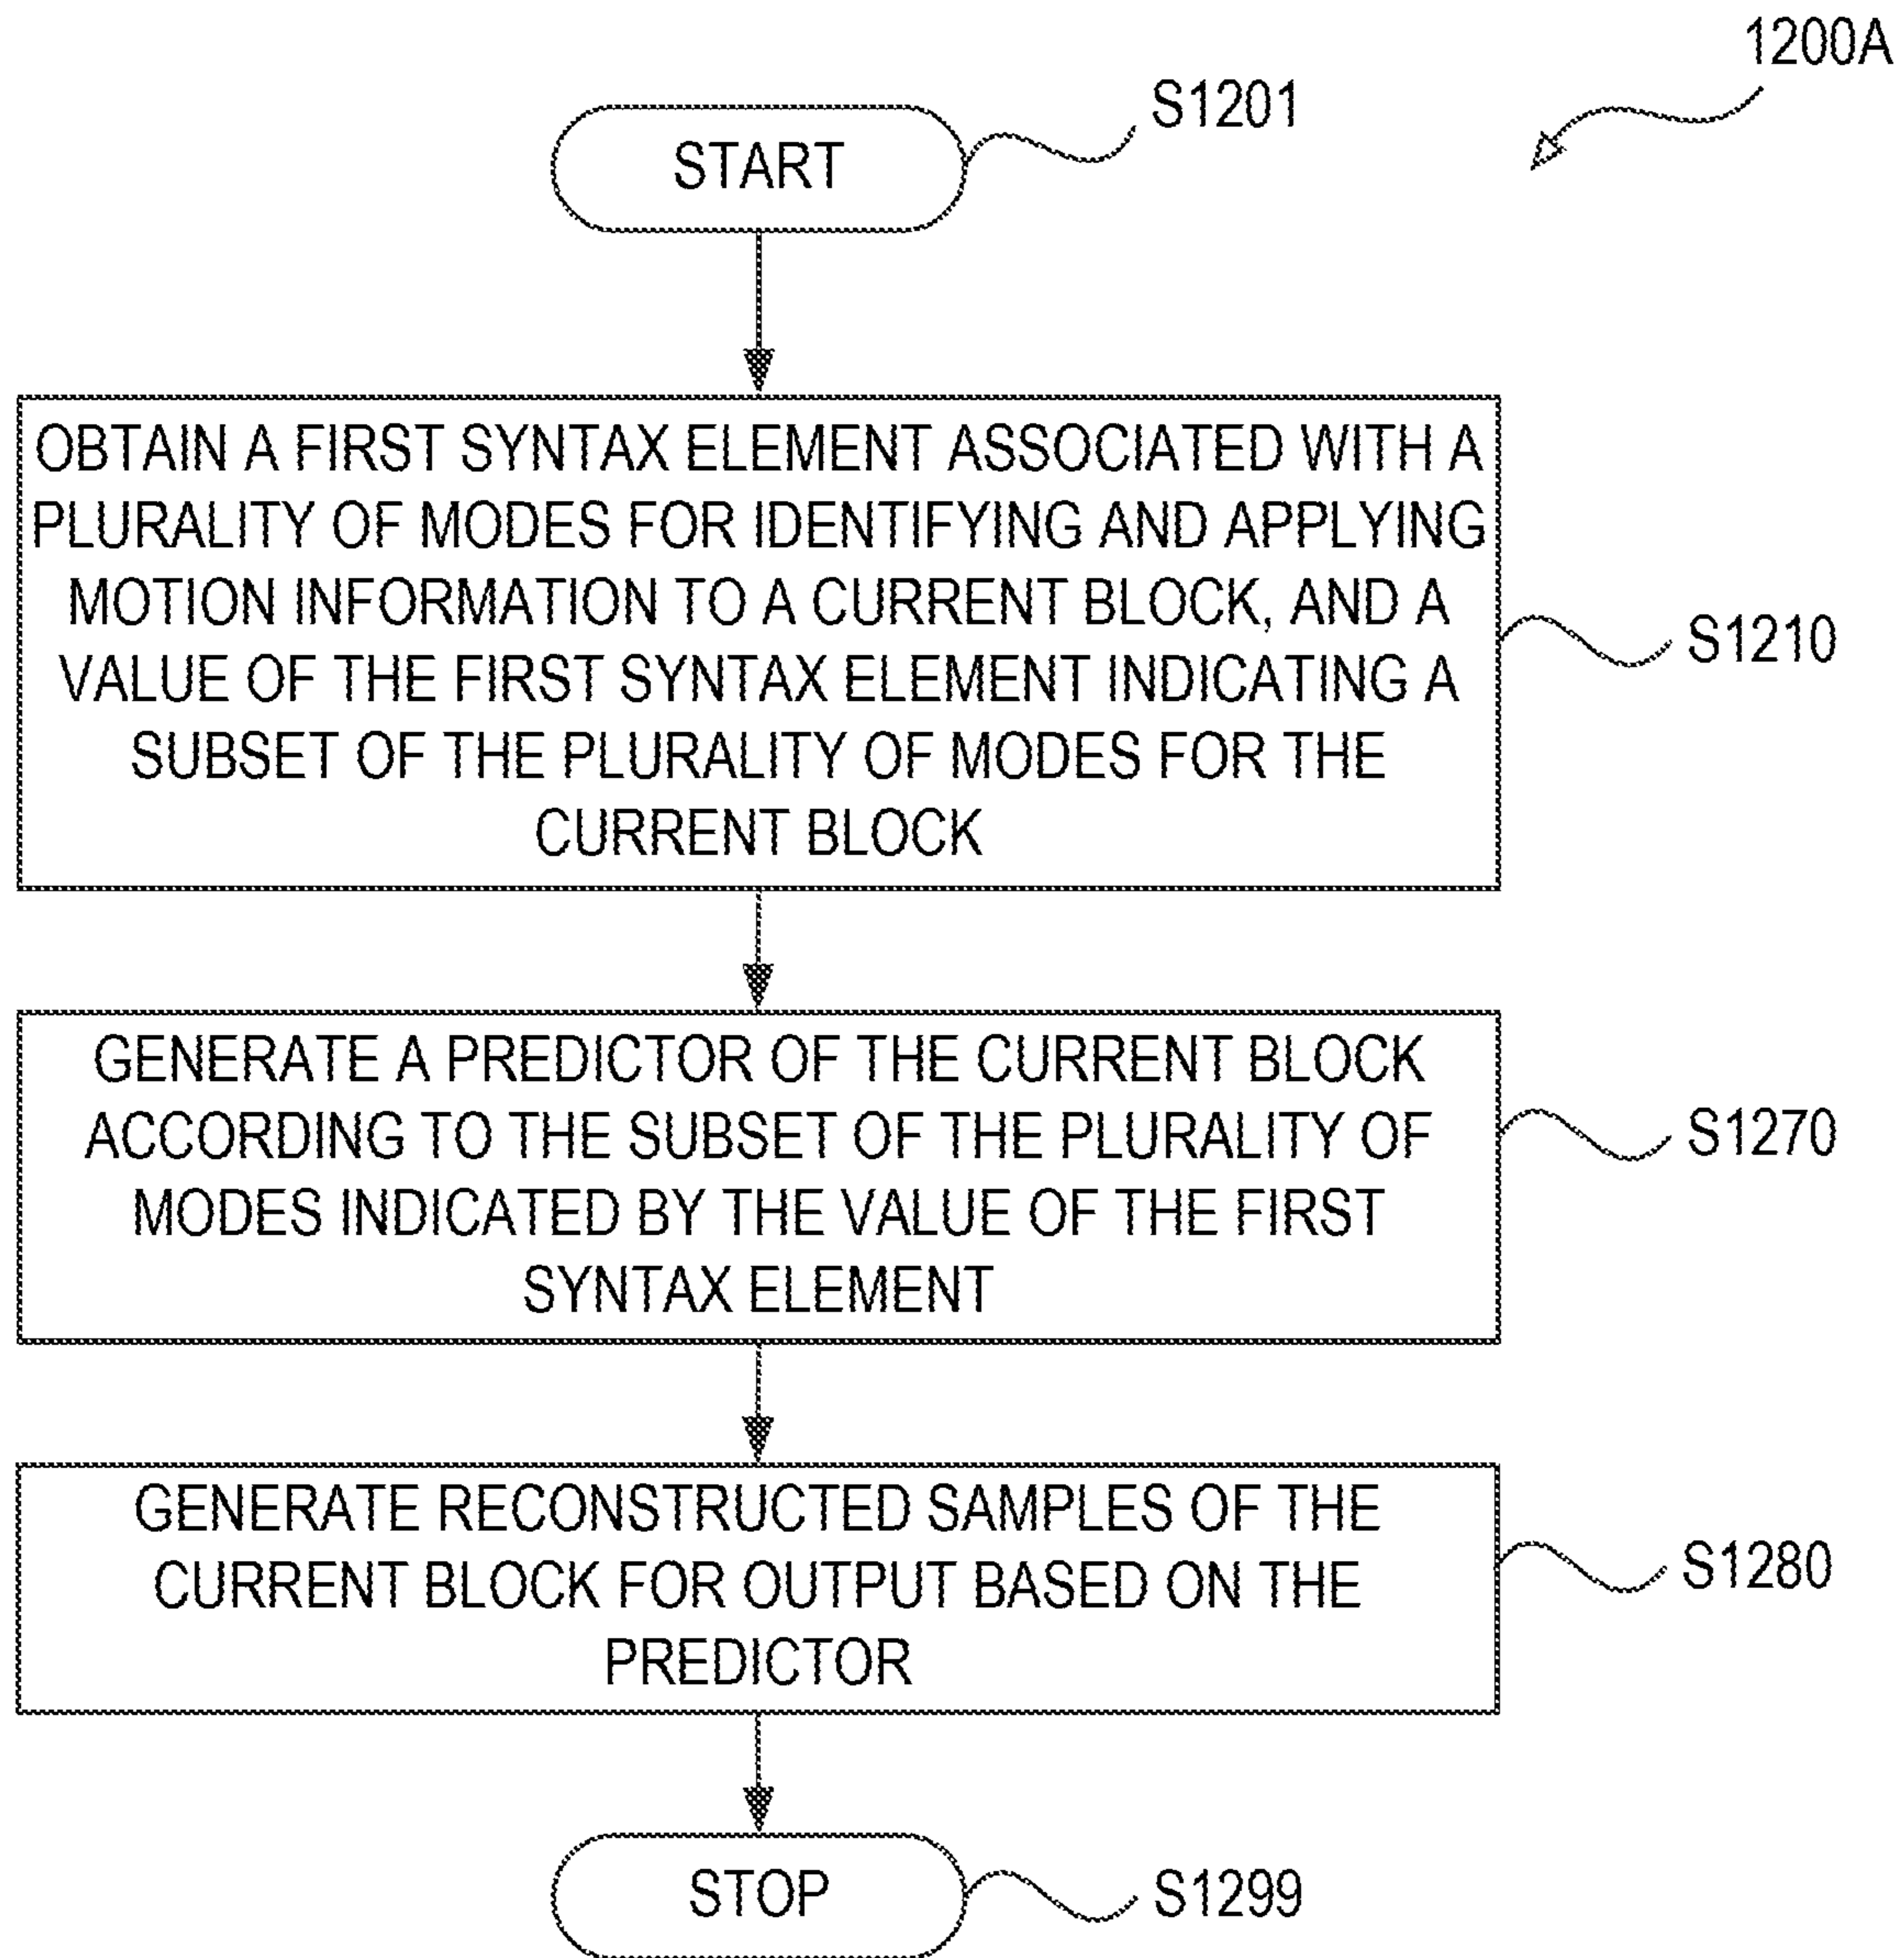 1200A
START
S1201
OBTAIN A FIRST SYNTAX ELEMENT ASSOCIATED WITH A
PLURALITY OF MODES FOR IDENTIFYING AND APPLYING
MOTION INFORMATION TO A CURRENT BLOCK, AND A
VALUE OF THE FIRST SYNTAX ELEMENT INDICATING A
SUBSET OF THE PLURALITY OF MODES FOR THE
CURRENT BLOCK
S1210
GENERATE A PREDICTOR OF THE CURRENT BLOCK
ACCORDING TO THE SUBSET OF THE PLURALITY OF
MODES INDICATED BY THE VALUE OF THE FIRST
SYNTAX ELEMENT
S1270
GENERATE RECONSTRUCTED SAMPLES OF THE
CURRENT BLOCK FOR OUTPUT BASED ON THE
PREDICTOR
S1280
STOP
S1299